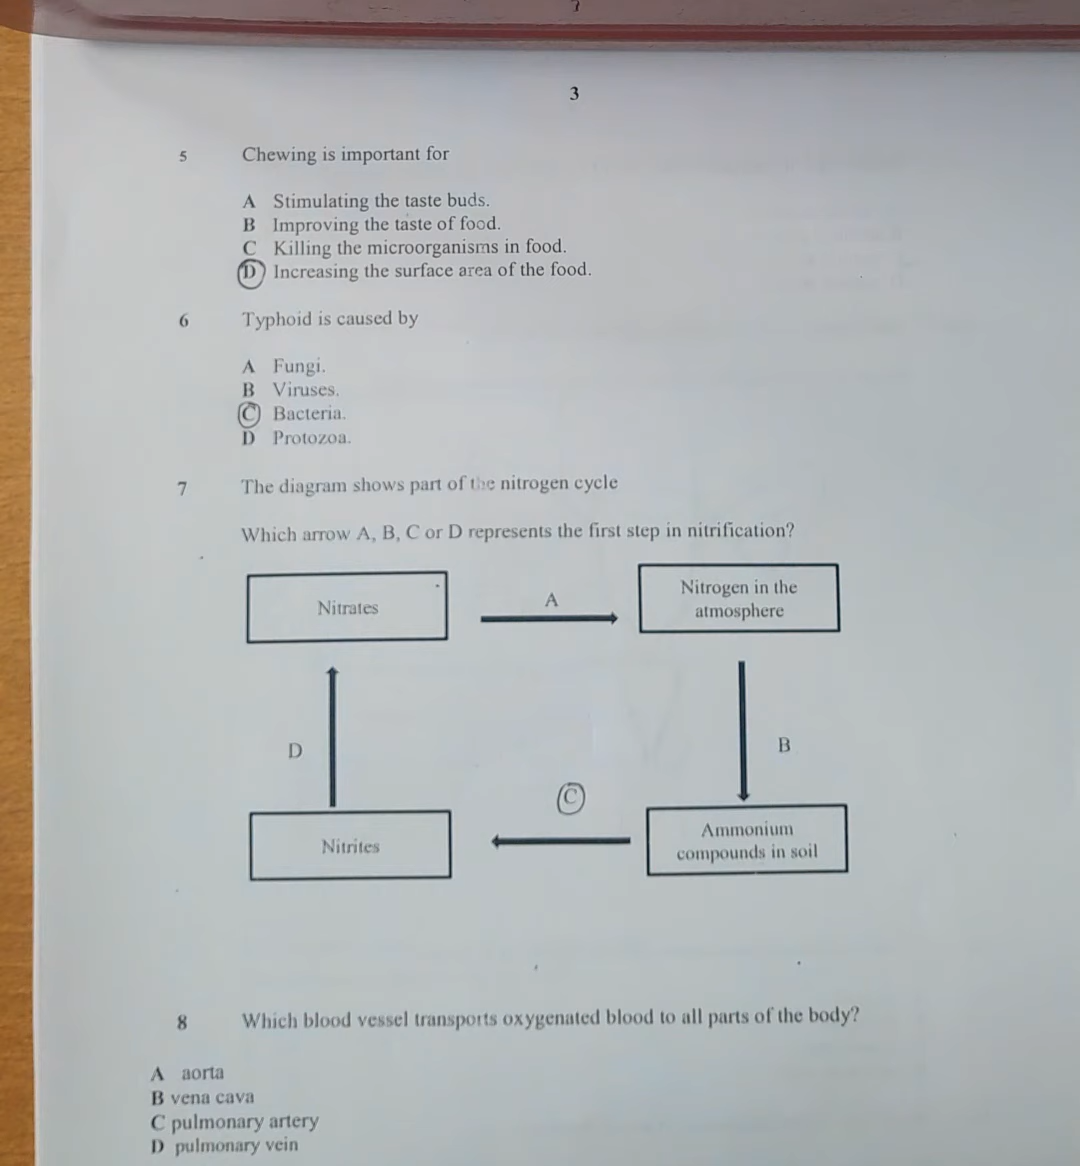 3
5 Chewing is important for
A Stimulating the taste buds.
B Improving the taste of food.
C Killing the microorganisms in food.
D Increasing the surface area of the food.
6 Typhoid is caused by
A Fungi.
B Viruses.
C Bacteria.
D Protozoa.
7 The diagram shows part of the nitrogen cycle
Which arrow A, B, C or D represents the first step in nitrification?
Nitrates
A
Nitrogen in the
atmosphere
D
B
C
Nitrites
Ammonium
compounds in soil
8 Which blood vessel transports oxygenated blood to all parts of the body?
A aorta
B vena cava
C pulmonary artery
D pulmonary vein